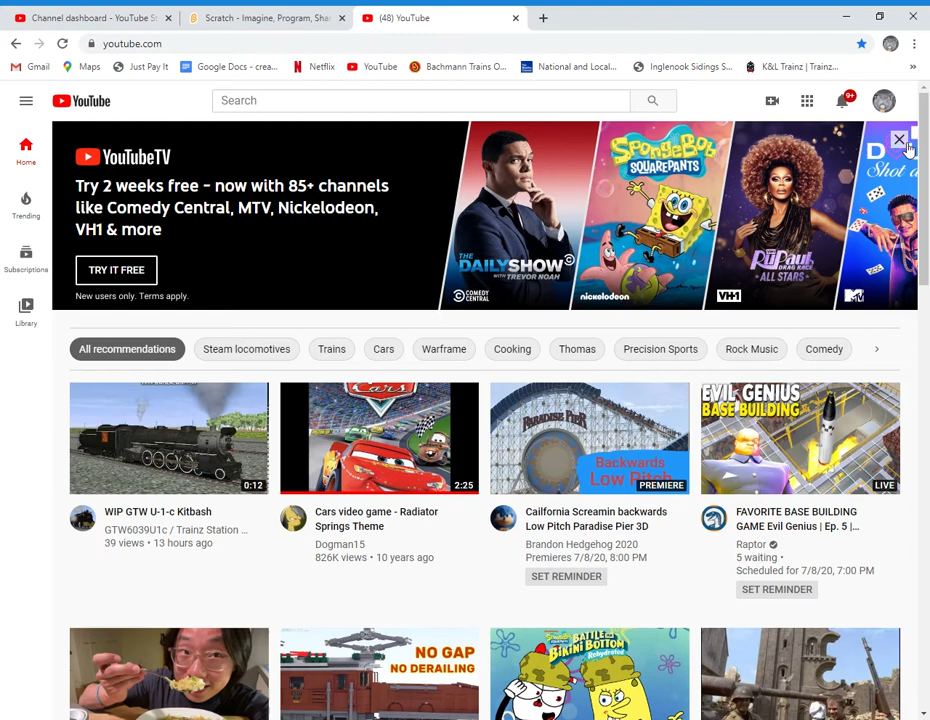 Channel dashboard - YouTube St
Scratch - Imagine, Program, Shar
(48) YouTube
youtube.com
Gmail
Maps
Just Pay It
Google Docs - crea...
Netflix
YouTube
Bachmann Trains O...
National and Local...
Inglenook Sidings S...
K&L Trainz | Trainz...
YouTube
Search
9+
YouTubeTV
Try 2 weeks free - now with 85+ channels
like Comedy Central, MTV, Nickelodeon,
VH1 & more
TRY IT FREE
New users only. Terms apply.
THE
DAILYSHOW
WITH TREVOR NOAH
COMEDY
CENTRAL
SpongeBob
SQUAREPANTS
nickelodeon
RuPaul's
DRAG RACE
ALL STARS
VH1
MTV
Home
Trending
Subscriptions
Library
All recommendations
Steam locomotives
Trains
Cars
Warframe
Cooking
Thomas
Precision Sports
Rock Music
Comedy
0:12
Cars
2:25
PARADISE PIER
Backwards
Low Pitch
PREMIERE
EVIL GENIUS
BASE BUILDING
LIVE
WIP GTW U-1-c Kitbash
GTW6039U1c / Trainz Station ...
39 views • 13 hours ago
Cars video game - Radiator
Springs Theme
Dogman15
826K views • 10 years ago
Cailfornia Screamin backwards
Low Pitch Paradise Pier 3D
Brandon Hedgehog 2020
Premieres 7/8/20, 8:00 PM
SET REMINDER
FAVORITE BASE BUILDING
GAME Evil Genius | Ep. 5 |...
Raptor
5 waiting •
Scheduled for 7/8/20, 7:00 PM
SET REMINDER
NO GAP
NO DERAILING
SpongeBob
BATTLE FOR
BIKINI BOTTOM
Rehydrated